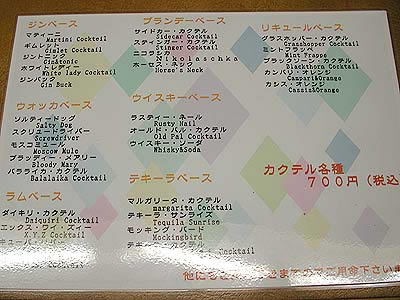 ジンベース
マティーニ
Martini Cocktail
ギムレット
Gimlet Cocktail
ジントニック
Gin&tonic
ホワイトレディー
White lady Cocktail
ジンバック
Gin Buck
ウォッカベース
ソルティードッグ
Salty Dog
スクリュードライバー
Screwdriver
モスコミュール
Moscow Mule
ブラッディー・メアリー
Bloody Mary
バラライカ・カクテル
Balalaika Cocktail
ラムベース
ダイキリ・カクテル
Daiquiri Cocktail
エックス・ワイ・ズィー
X.Y.Z Cocktail
Cocktail
ブランデーベース
サイドカー・カクテル
Sidecar Cocktail
スティンガー・カクテル
Stinger Cocktail
ニコラシカ
Nikolaschka
ホーセス・ネック
Horse's Neck
ウイスキーベース
ラスティー・ネール
Rusty Nail
オールド・パル・カクテル
Old Pal Cocktail
ウイスキー・ソーダ
Whisky&Soda
テキーラベース
マルガリータ・カクテル
margarita Cocktail
テキーラ・サンライズ
Tequila Sunrise
モッキング・バード
Mockingbird
リキュールベース
グラスホッパー・カクテル
Grasshopper Cocktail
ミントフラッペ
Mint Frappe
ブラックソーン・カクテル
Blackthorn Cocktail
カンパリ・オレンジ
Campari&Orange
カシス・オレンジ
Cassis&Orange
カクテル各種
700円(税込